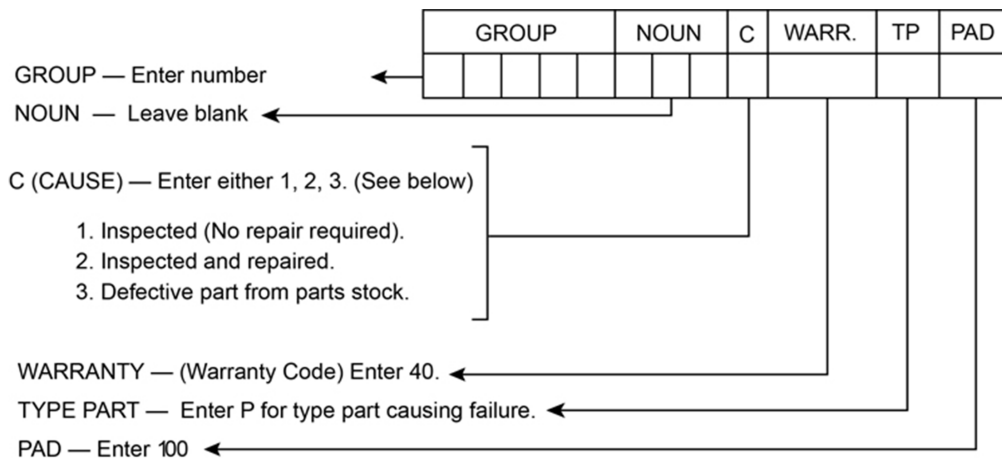 GROUP NOUN C WARR. TP PAD
GROUP — Enter number
NOUN — Leave blank
C (CAUSE) — Enter either 1, 2, 3. (See below)
1. Inspected (No repair required).
2. Inspected and repaired.
3. Defective part from parts stock.
WARRANTY — (Warranty Code) Enter 40.
TYPE PART — Enter P for type part causing failure.
PAD — Enter 100